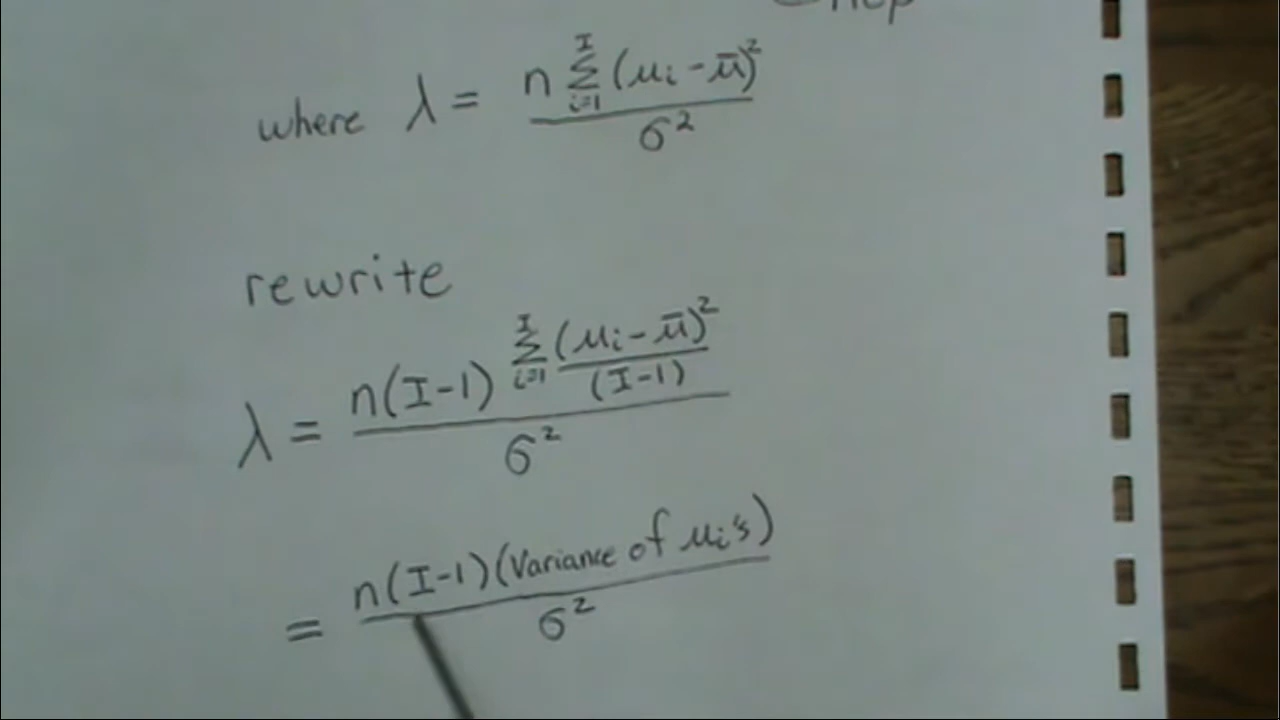 where λ = n Σ_{i=1}^{I} (μ_i - μ̄)² / σ²
rewrite
λ = n(I-1) Σ_{i=1}^{I} (μ_i - μ̄)² / (I-1) / σ²
= n(I-1)(Variance of μ_i's) / σ²